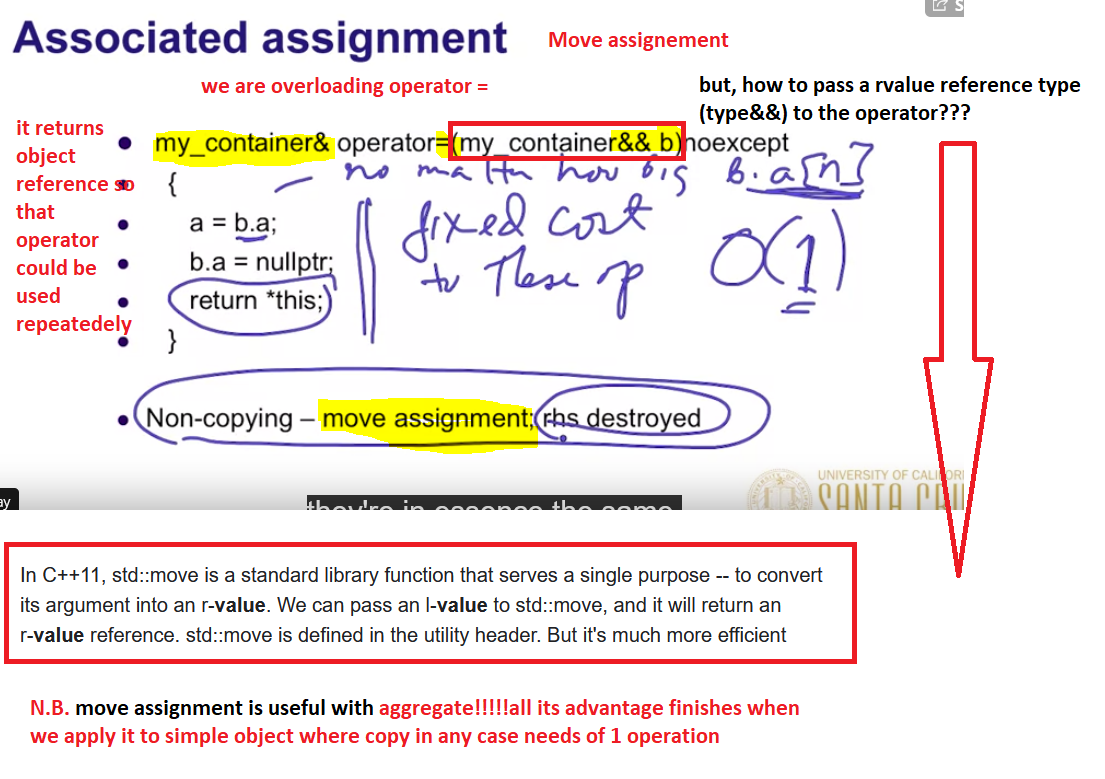 S
Associated assignment
Move assignement
we are overloading operator =
but, how to pass a rvalue reference type
(type&&) to the operator???
it returns
object
reference so
that
operator
could be
used
repeatedely
• my_container& operator=(my_container&& b)noexcept
• {
• a = b.a;
• b.a = nullptr;
• return *this;
• }
no matter how big b.a[n]
fixed cost
to these op
O(1)
• Non-copying – move assignment; rhs destroyed
ay
UNIVERSITY OF CALIFORI
SANTA CRU
they're in essence the same
In C++11, std::move is a standard library function that serves a single purpose -- to convert
its argument into an r-value. We can pass an l-value to std::move, and it will return an
r-value reference. std::move is defined in the utility header. But it's much more efficient
N.B. move assignment is useful with aggregate!!!!!all its advantage finishes when
we apply it to simple object where copy in any case needs of 1 operation